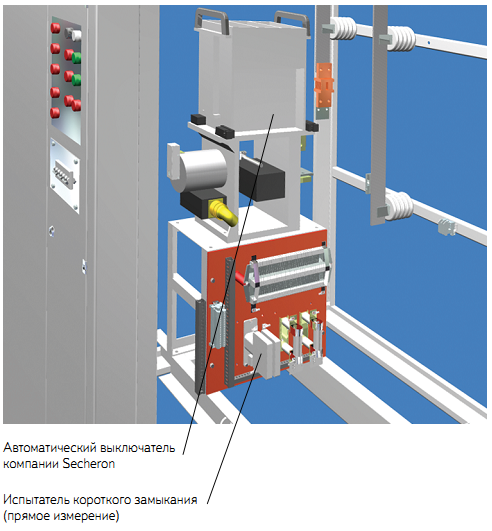 Автоматический выключатель
компании Secheron
Испытатель короткого замыкания
(прямое измерение)